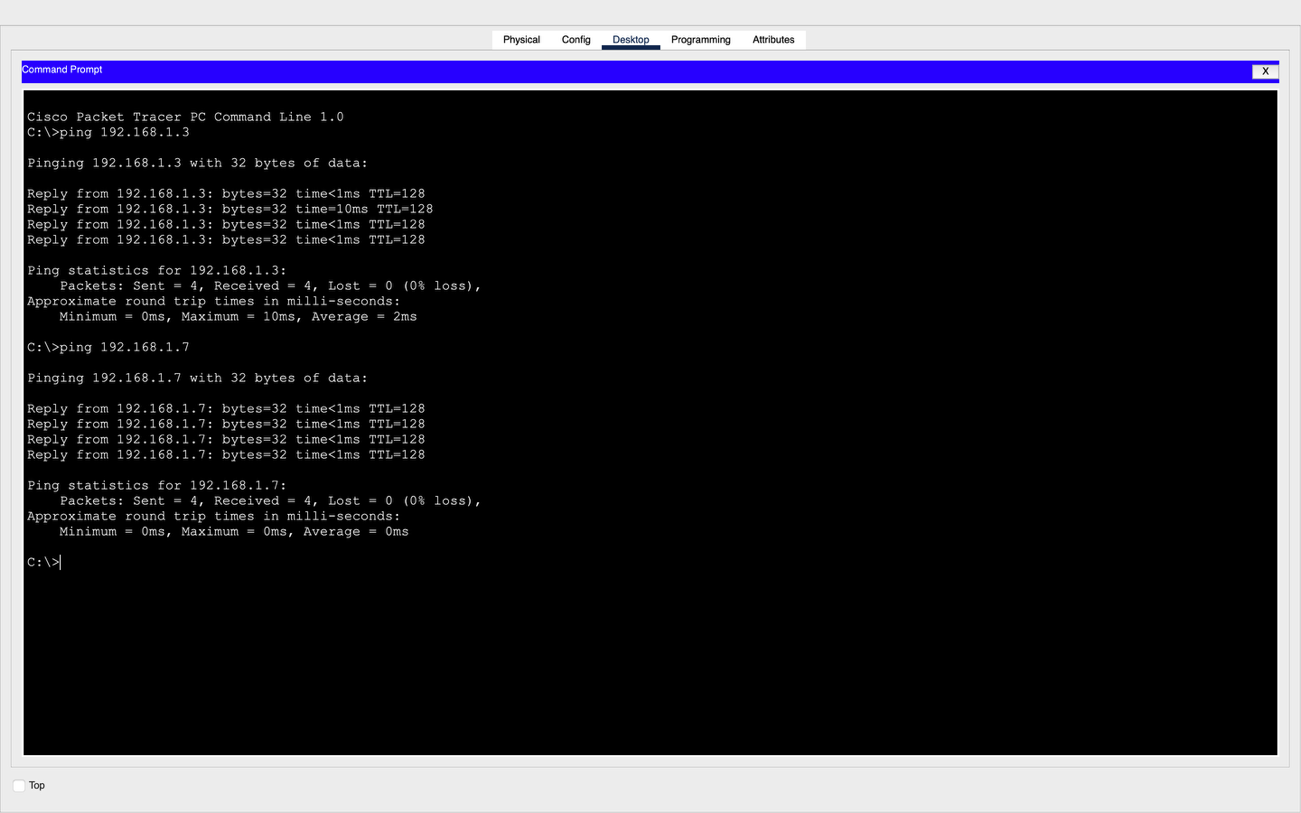 Physical Config Desktop Programming Attributes
Command Prompt X
Cisco Packet Tracer PC Command Line 1.0
C:\>ping 192.168.1.3
Pinging 192.168.1.3 with 32 bytes of data:
Reply from 192.168.1.3: bytes=32 time<1ms TTL=128
Reply from 192.168.1.3: bytes=32 time=10ms TTL=128
Reply from 192.168.1.3: bytes=32 time<1ms TTL=128
Reply from 192.168.1.3: bytes=32 time<1ms TTL=128
Ping statistics for 192.168.1.3:
    Packets: Sent = 4, Received = 4, Lost = 0 (0% loss),
Approximate round trip times in milli-seconds:
    Minimum = 0ms, Maximum = 10ms, Average = 2ms
C:\>ping 192.168.1.7
Pinging 192.168.1.7 with 32 bytes of data:
Reply from 192.168.1.7: bytes=32 time<1ms TTL=128
Reply from 192.168.1.7: bytes=32 time<1ms TTL=128
Reply from 192.168.1.7: bytes=32 time<1ms TTL=128
Reply from 192.168.1.7: bytes=32 time<1ms TTL=128
Ping statistics for 192.168.1.7:
    Packets: Sent = 4, Received = 4, Lost = 0 (0% loss),
Approximate round trip times in milli-seconds:
    Minimum = 0ms, Maximum = 0ms, Average = 0ms
C:\>
Top